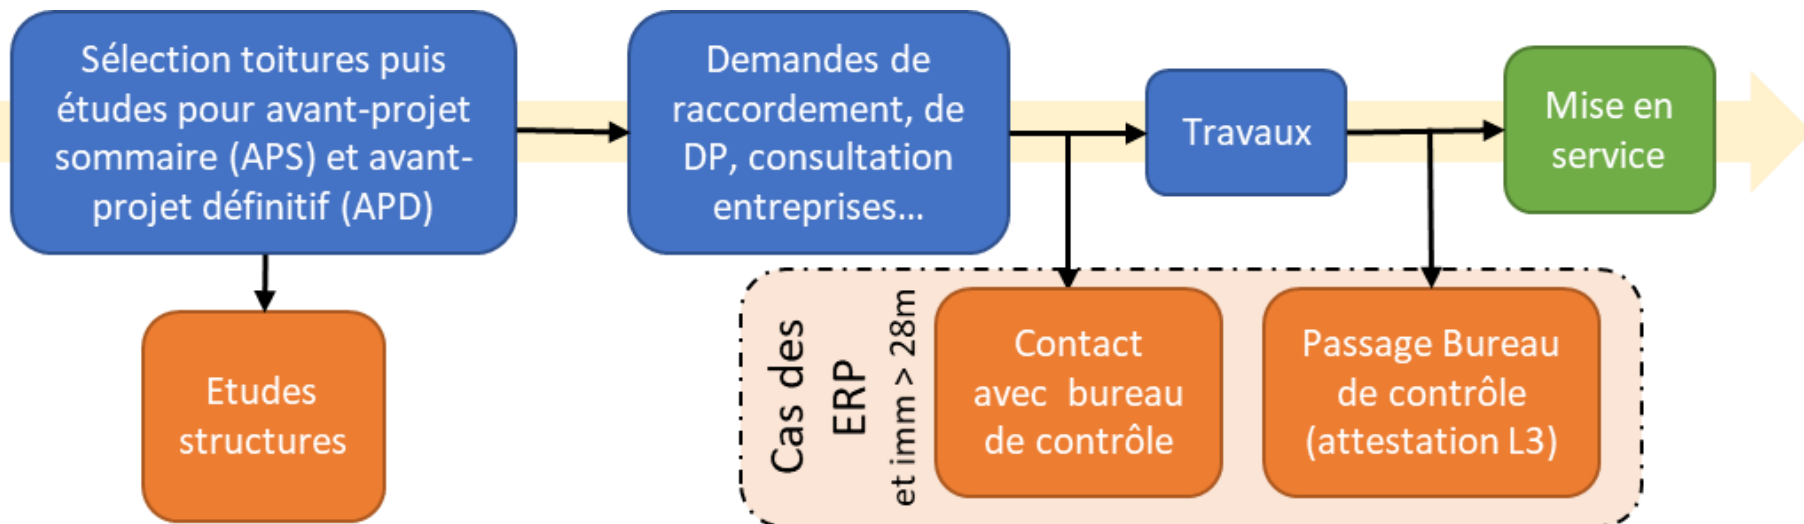 Sélection toitures puis
études pour avant-projet
sommaire (APS) et avant-
projet définitif (APD)
Demandes de
raccordement, de
DP, consultation
entreprises…
Travaux
Mise en
service
Etudes
structures
Cas des
ERP
et imm > 28m
Contact
avec bureau
de contrôle
Passage Bureau
de contrôle
(attestation L3)